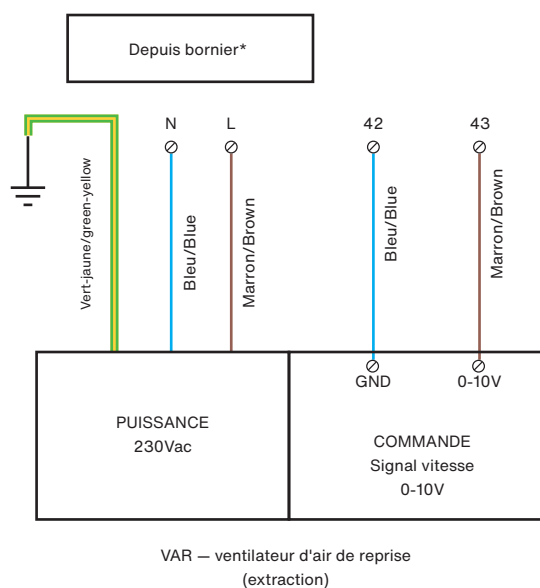 Depuis bornier*
N
L
42
43
Vert-jaune/green-yellow
Bleu/Blue
Marron/Brown
Bleu/Blue
Marron/Brown
GND
0-10V
PUISSANCE
230Vac
COMMANDE
Signal vitesse
0-10V
VAR — ventilateur d'air de reprise
(extraction)